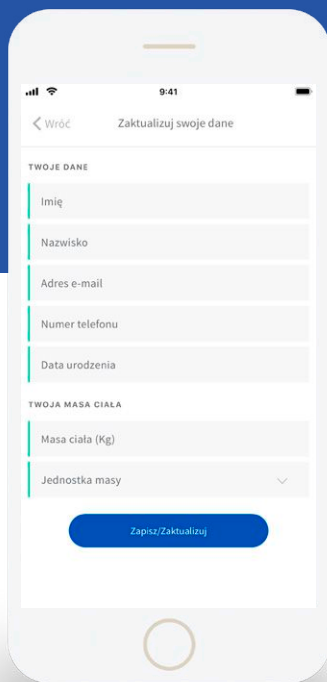 9:41
Wróć
Zaktualizuj swoje dane
TWOJE DANE
Imię
Nazwisko
Adres e-mail
Numer telefonu
Data urodzenia
TWOJA MASA CIAŁA
Masa ciała (Kg)
Jednostka masy
Zapisz/Zaktualizuj